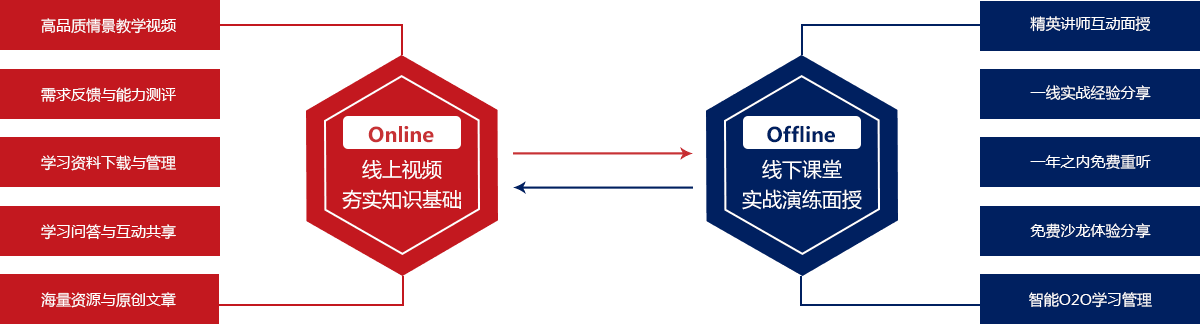 高品质情景教学视频
需求反馈与能力测评
学习资料下载与管理
学习问答与互动共享
海量资源与原创文章
Online
线上视频
夯实知识基础
Offline
线下课堂
实战演练面授
精英讲师互动面授
一线实战经验分享
一年之内免费重听
免费沙龙体验分享
智能O2O学习管理